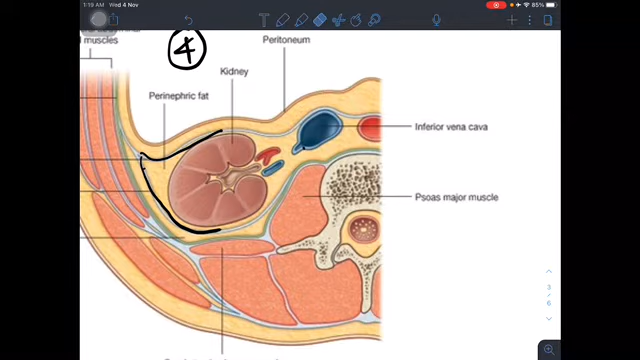 1:19 AM Wed 4 Nov
85%
l muscles
4
Peritoneum
Kidney
Perinephric fat
Inferior vena cava
Psoas major muscle
3
/
6